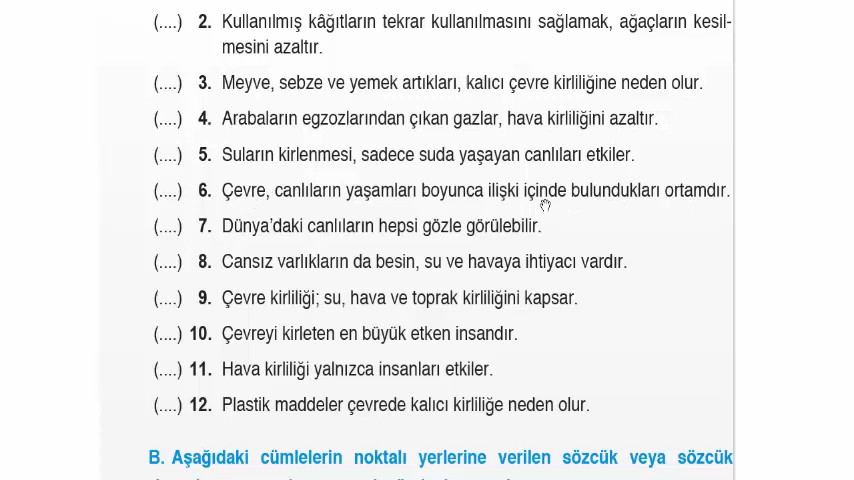 (....) 2. Kullanılmış kâğıtların tekrar kullanılmasını sağlamak, ağaçların kesil-
mesini azaltır.
(....) 3. Meyve, sebze ve yemek artıkları, kalıcı çevre kirliliğine neden olur.
(....) 4. Arabaların egzozlarından çıkan gazlar, hava kirliliğini azaltır.
(....) 5. Suların kirlenmesi, sadece suda yaşayan canlıları etkiler.
(....) 6. Çevre, canlıların yaşamları boyunca ilişki içinde bulundukları ortamdır.
(....) 7. Dünya’daki canlıların hepsi gözle görülebilir.
(....) 8. Cansız varlıkların da besin, su ve havaya ihtiyacı vardır.
(....) 9. Çevre kirliliği; su, hava ve toprak kirliliğini kapsar.
(....) 10. Çevreyi kirleten en büyük etken insandır.
(....) 11. Hava kirliliği yalnızca insanları etkiler.
(....) 12. Plastik maddeler çevrede kalıcı kirliliğe neden olur.
B. Aşağıdaki cümlelerin noktalı yerlerine verilen sözcük veya sözcük